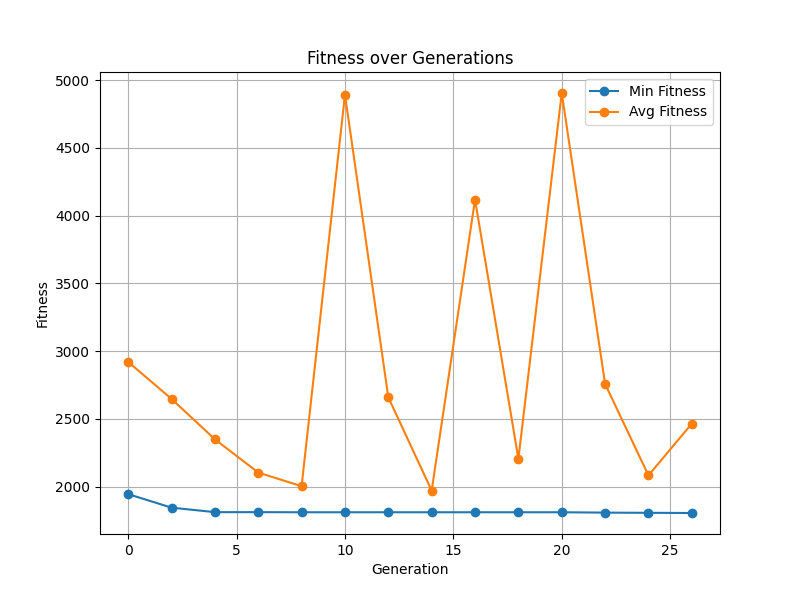 Fitness over Generations
5000
4500
4000
3500
3000
2500
2000
Fitness
Min Fitness
Avg Fitness
0 5 10 15 20 25
Generation